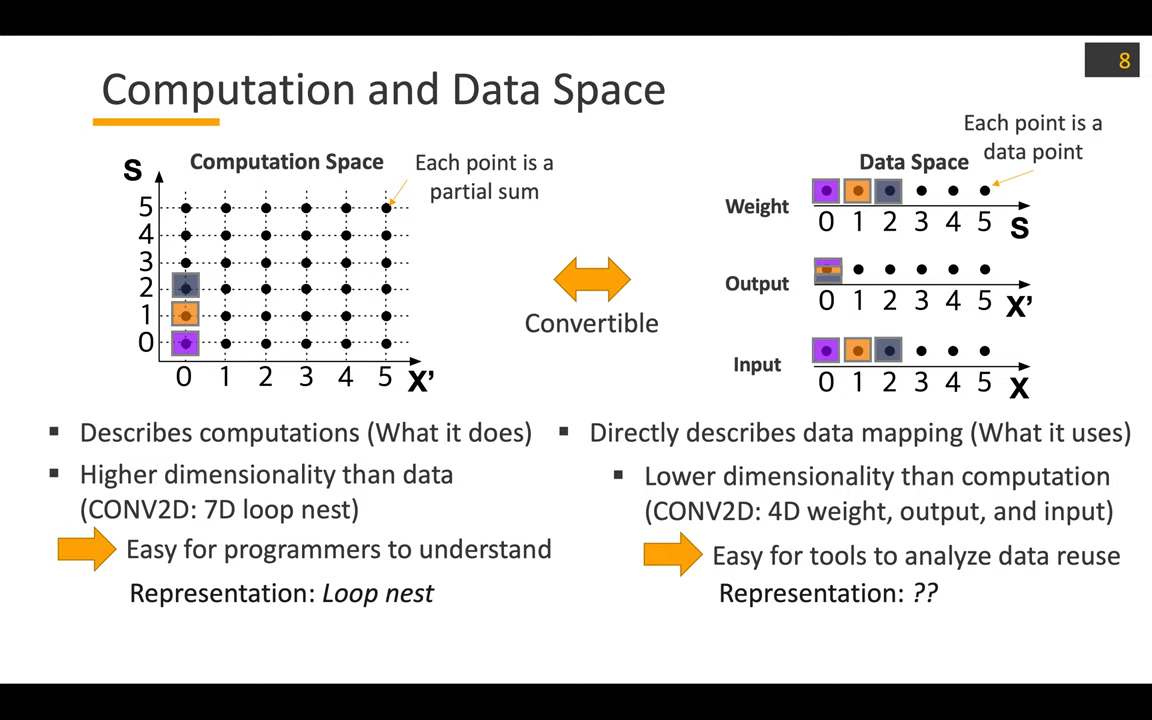 8
Computation and Data Space
Computation Space
Each point is a
partial sum
S
5
4
3
2
1
0
0 1 2 3 4 5 X'
Convertible
Each point is a
data point
Data Space
Weight
0 1 2 3 4 5 S
Output
0 1 2 3 4 5 X'
Input
0 1 2 3 4 5 X
▪ Describes computations (What it does)
▪ Higher dimensionality than data
(CONV2D: 7D loop nest)
Easy for programmers to understand
Representation: Loop nest
▪ Directly describes data mapping (What it uses)
▪ Lower dimensionality than computation
(CONV2D: 4D weight, output, and input)
Easy for tools to analyze data reuse
Representation: ??